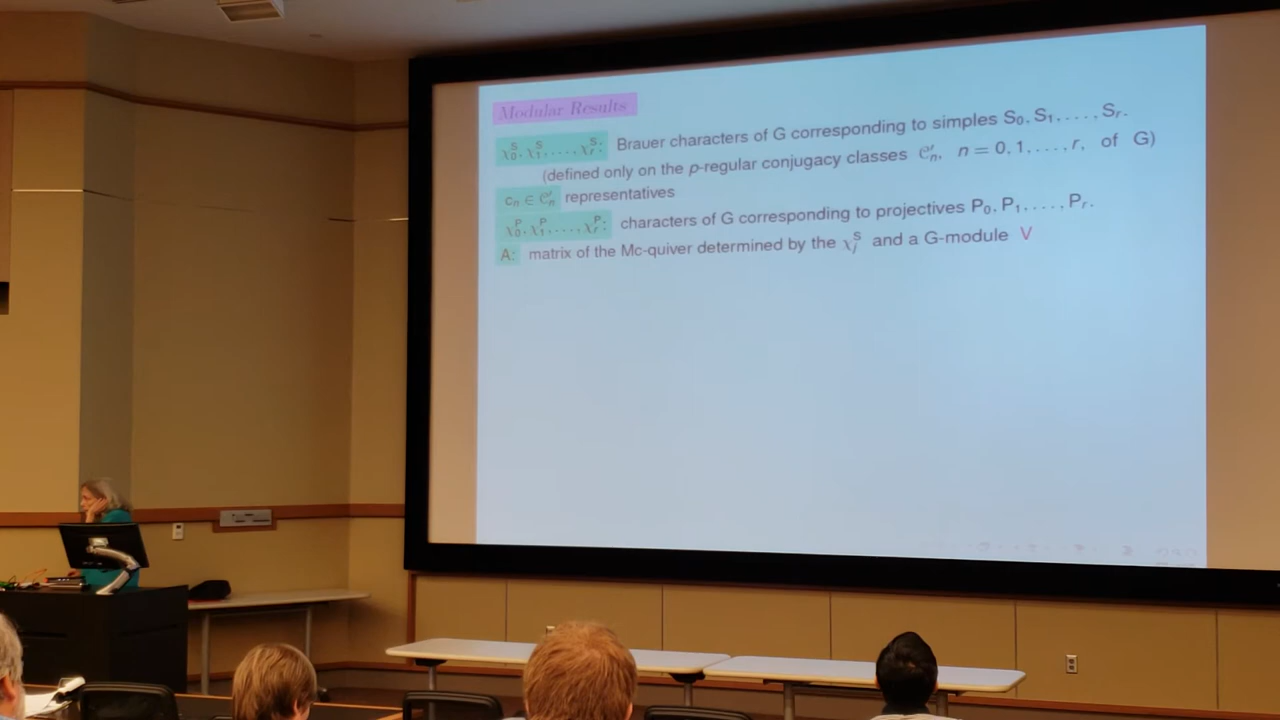 Modular Results
χ₀ˢ, χ₁ˢ, . . . , χᵣˢ: Brauer characters of G corresponding to simples S₀, S₁, . . . , Sᵣ.
(defined only on the p-regular conjugacy classes 𝒞′ₙ, n = 0, 1, . . . , r, of G)
cₙ ∈ 𝒞′ₙ representatives
χ₀ᴾ, χ₁ᴾ, . . . , χᵣᴾ: characters of G corresponding to projectives P₀, P₁, . . . , Pᵣ.
A: matrix of the Mc-quiver determined by the χⱼˢ and a G-module V